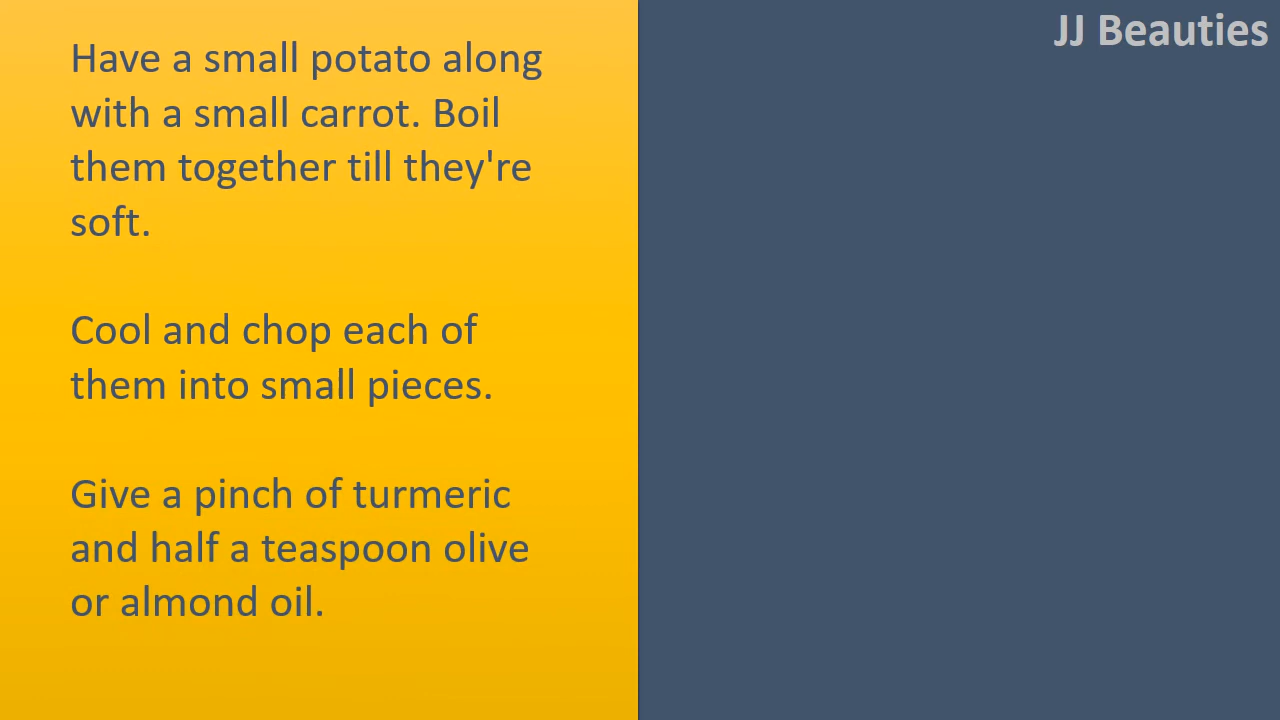 Have a small potato along
with a small carrot. Boil
them together till they're
soft.
Cool and chop each of
them into small pieces.
Give a pinch of turmeric
and half a teaspoon olive
or almond oil.
JJ Beauties